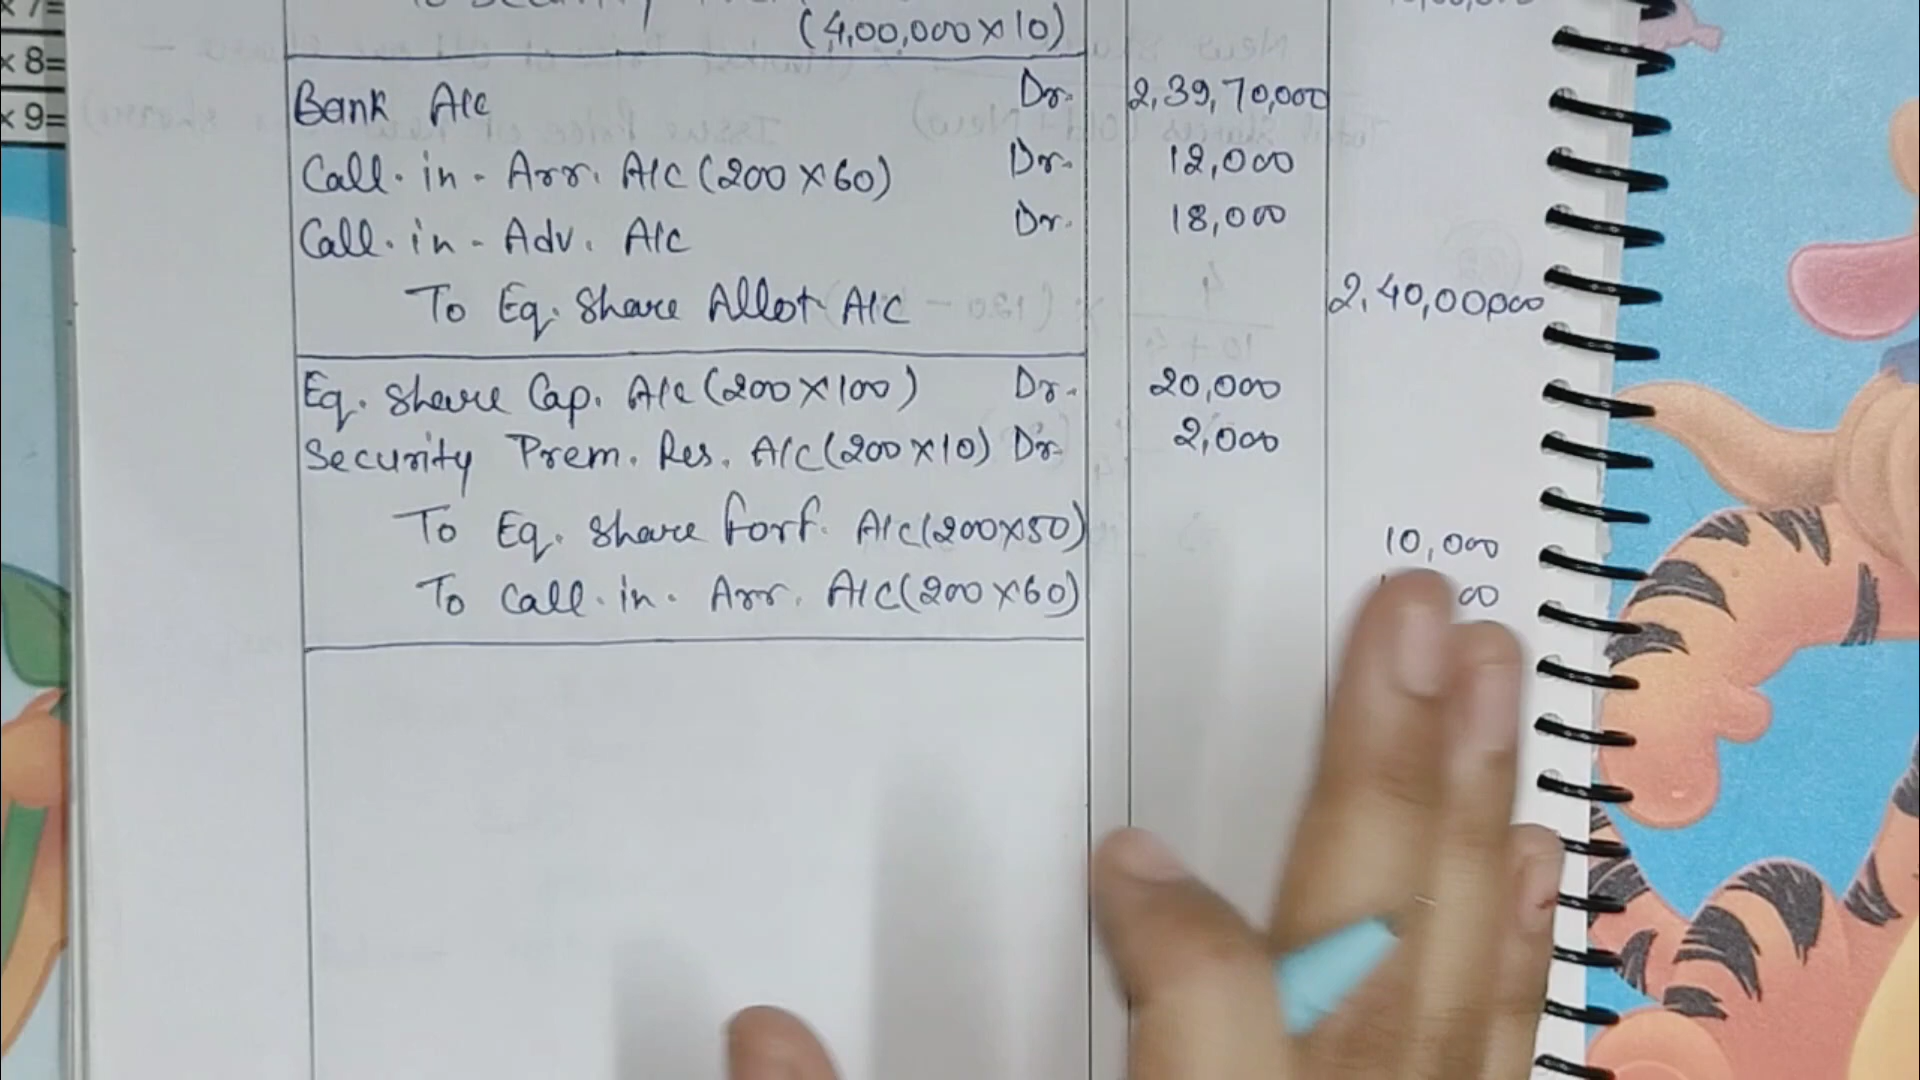 × 8=
× 9=
(4,00,000×10)
Bank A/c Dr. 2,39,70,000
Call-in-Arr. A/c (200×60) Dr. 12,000
Call-in-Adv. A/c Dr. 18,000
To Eq. Share Allot A/c 2,40,00,000
Eq. Share Cap. A/c (200×100) Dr. 20,000
Security Prem. Res. A/c (200×10) Dr 2,000
To Eq. Share Forf. A/c (200×50) 10,000
To Call-in-Arr. A/c (200×60)